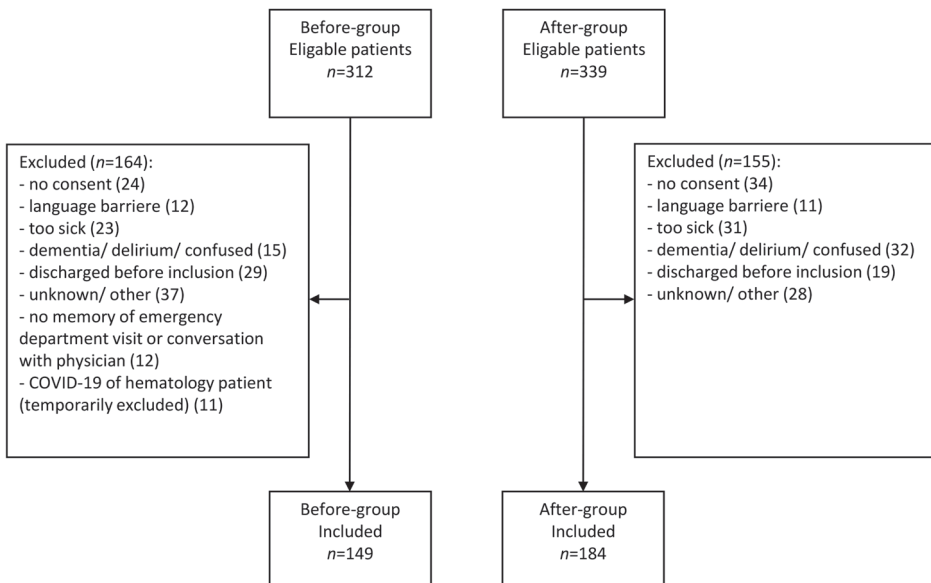 Before-group
Eligable patients
n=312
After-group
Eligable patients
n=339
Excluded (n=164):
- no consent (24)
- language barriere (12)
- too sick (23)
- dementia/ delirium/ confused (15)
- discharged before inclusion (29)
- unknown/ other (37)
- no memory of emergency
department visit or conversation
with physician (12)
- COVID-19 of hematology patient
(temporarily excluded) (11)
Excluded (n=155):
- no consent (34)
- language barriere (11)
- too sick (31)
- dementia/ delirium/ confused (32)
- discharged before inclusion (19)
- unknown/ other (28)
Before-group
Included
n=149
After-group
Included
n=184